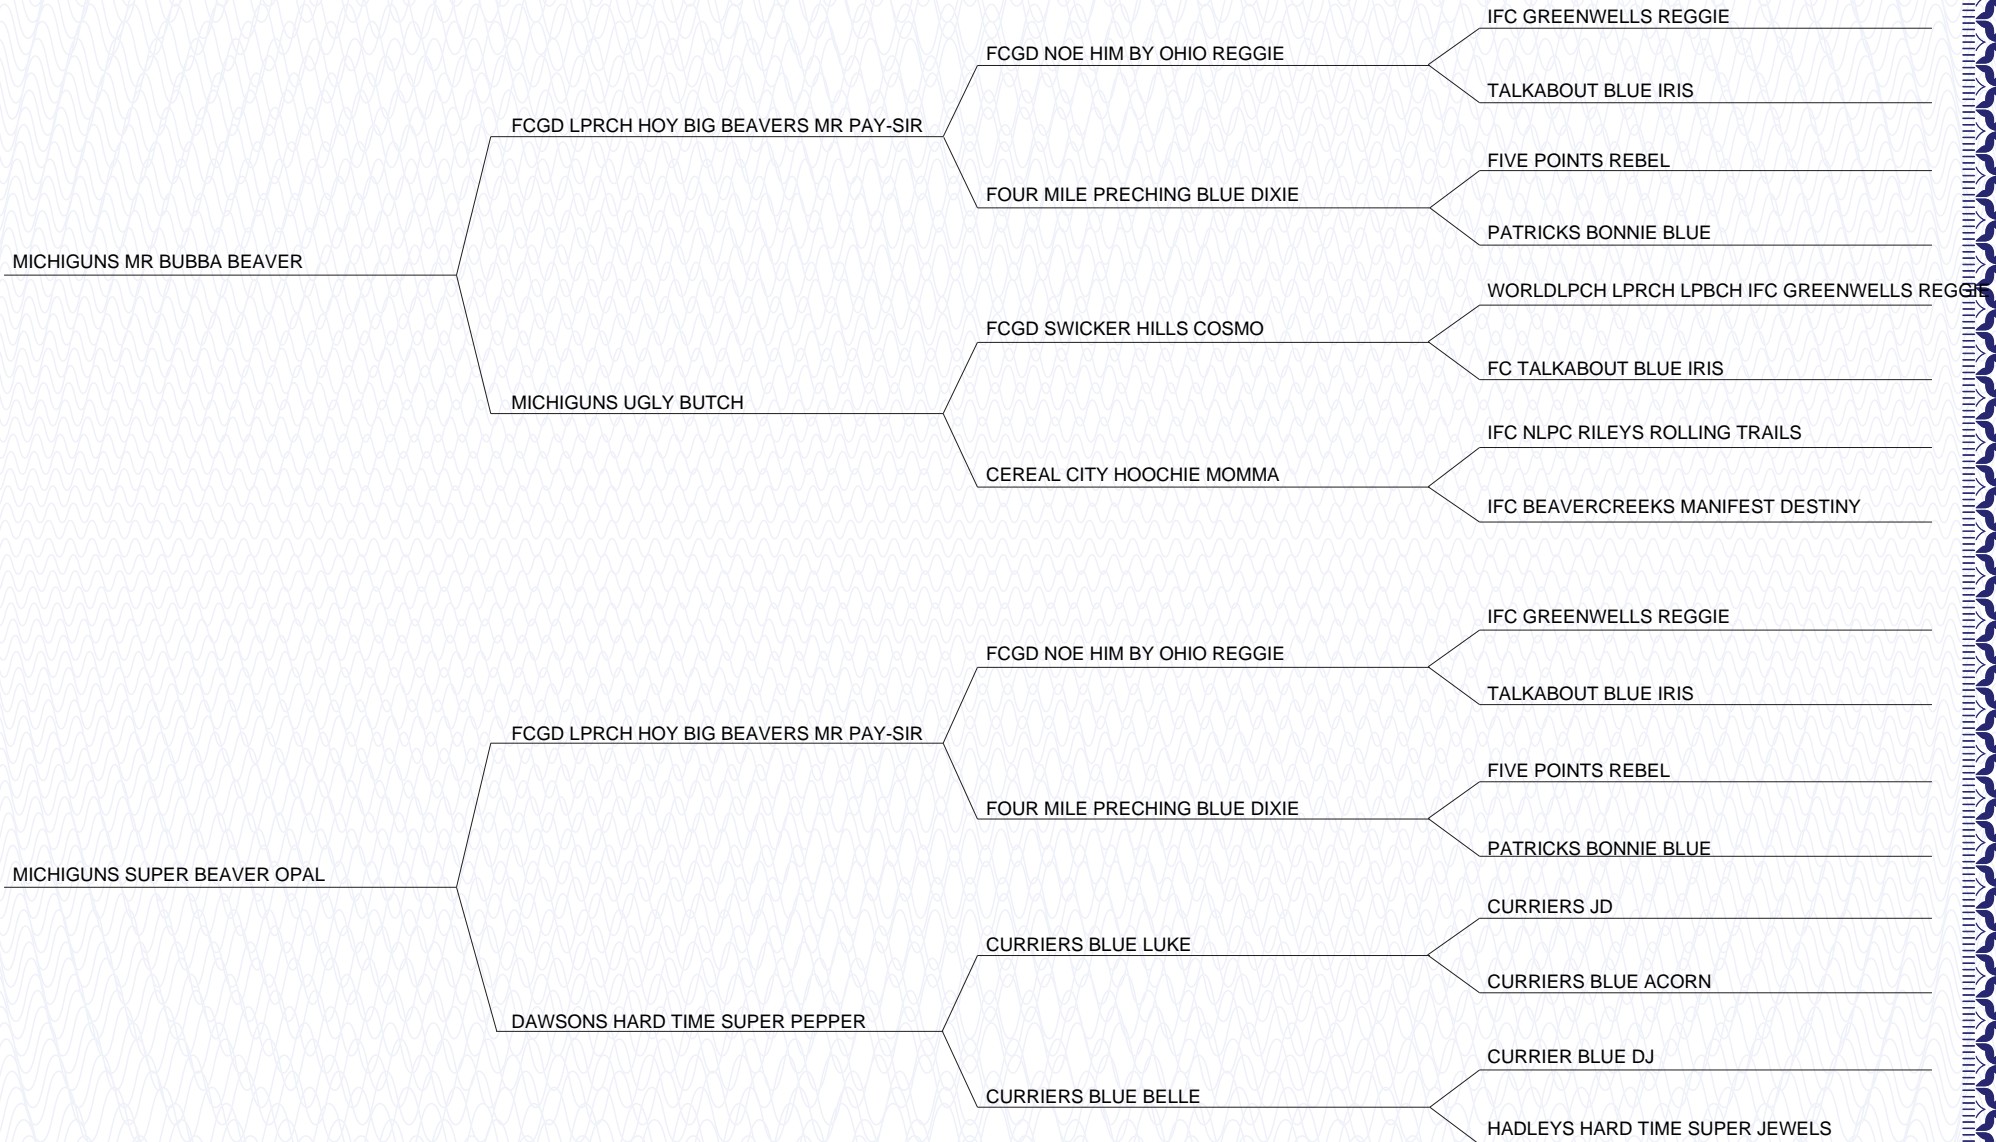 IFC GREENWELLS REGGIE
FCGD NOE HIM BY OHIO REGGIE
TALKABOUT BLUE IRIS
FCGD LPRCH HOY BIG BEAVERS MR PAY-SIR
FIVE POINTS REBEL
FOUR MILE PRECHING BLUE DIXIE
PATRICKS BONNIE BLUE
MICHIGUNS MR BUBBA BEAVER
WORLDLPCH LPRCH LPBCH IFC GREENWELLS REGGIE
FCGD SWICKER HILLS COSMO
FC TALKABOUT BLUE IRIS
MICHIGUNS UGLY BUTCH
IFC NLPC RILEYS ROLLING TRAILS
CEREAL CITY HOOCHIE MOMMA
IFC BEAVERCREEKS MANIFEST DESTINY
IFC GREENWELLS REGGIE
FCGD NOE HIM BY OHIO REGGIE
TALKABOUT BLUE IRIS
FCGD LPRCH HOY BIG BEAVERS MR PAY-SIR
FIVE POINTS REBEL
FOUR MILE PRECHING BLUE DIXIE
PATRICKS BONNIE BLUE
MICHIGUNS SUPER BEAVER OPAL
CURRIERS JD
CURRIERS BLUE LUKE
CURRIERS BLUE ACORN
DAWSONS HARD TIME SUPER PEPPER
CURRIER BLUE DJ
CURRIERS BLUE BELLE
HADLEYS HARD TIME SUPER JEWELS